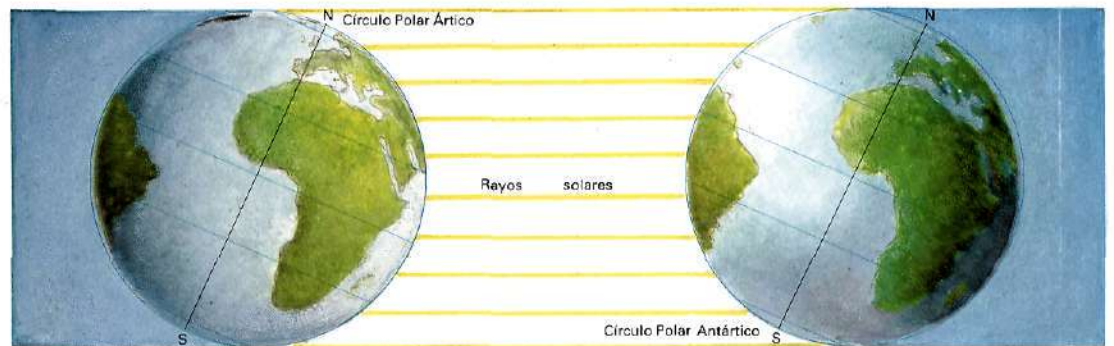 N
Círculo Polar Ártico
N
Rayos solares
S
Círculo Polar Antártico
S